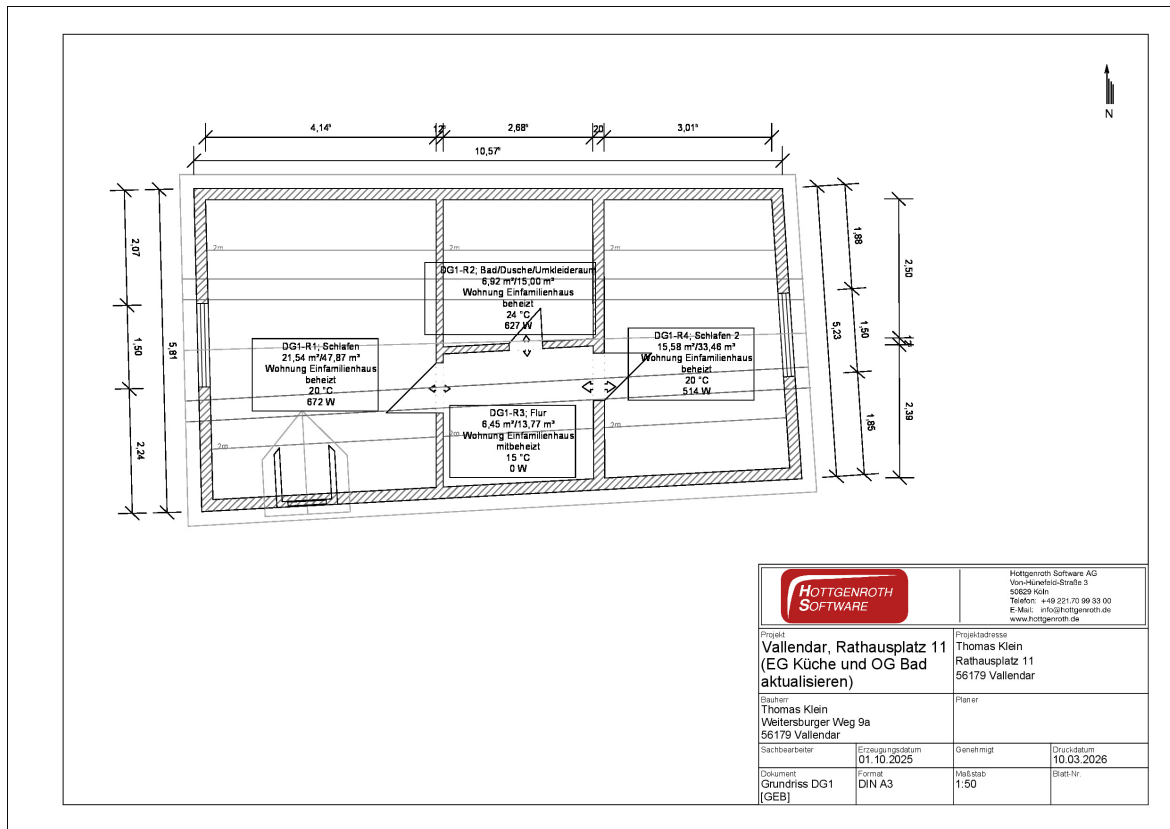 N
4,14⁵
12⁵
2,68⁵
20
3,01⁵
10,57⁵
2,07
1,50
2,24
5,81
5,23
1,88
1,50
1,85
2,50
2,39
2m
2m
2m
2m
2m
2m
DG1-R2; Bad/Dusche/Umkleideraum
6,92 m²/15,00 m³
Wohnung Einfamilienhaus
beheizt
24 °C
627 W
DG1-R1; Schlafen
21,54 m²/47,87 m³
Wohnung Einfamilienhaus
beheizt
20 °C
672 W
DG1-R4; Schlafen 2
15,58 m²/33,46 m³
Wohnung Einfamilienhaus
beheizt
20 °C
514 W
DG1-R3; Flur
6,45 m²/13,77 m³
Wohnung Einfamilienhaus
mitbeheizt
15 °C
0 W
HOTTGENROTH
SOFTWARE
Hottgenroth Software AG
Von-Hünefeld-Straße 3
50829 Köln
Telefon: +49 221.70 99 33 00
E-Mail: info@hottgenroth.de
www.hottgenroth.de
Projekt
Vallendar, Rathausplatz 11
(EG Küche und OG Bad
aktualisieren)
Projektadresse
Thomas Klein
Rathausplatz 11
56179 Vallendar
Bauherr
Thomas Klein
Weitersburger Weg 9a
56179 Vallendar
Planer
Sachbearbeiter
Erzeugungsdatum
01.10.2025
Genehmigt
Druckdatum
10.03.2026
Dokument
Grundriss DG1
[GEB]
Format
DIN A3
Maßstab
1:50
Blatt-Nr.